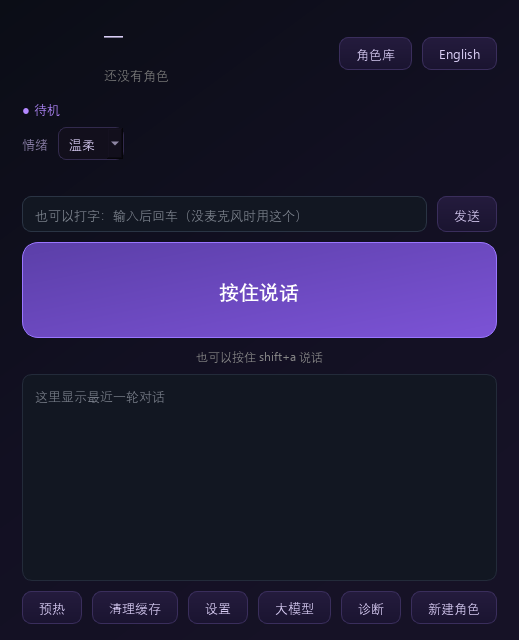 —
还没有角色
角色库
English
● 待机
情绪
温柔
也可以打字：输入后回车（没麦克风时用这个）
发送
按住说话
也可以按住 shift+a 说话
这里显示最近一轮对话
预热
清理缓存
设置
大模型
诊断
新建角色